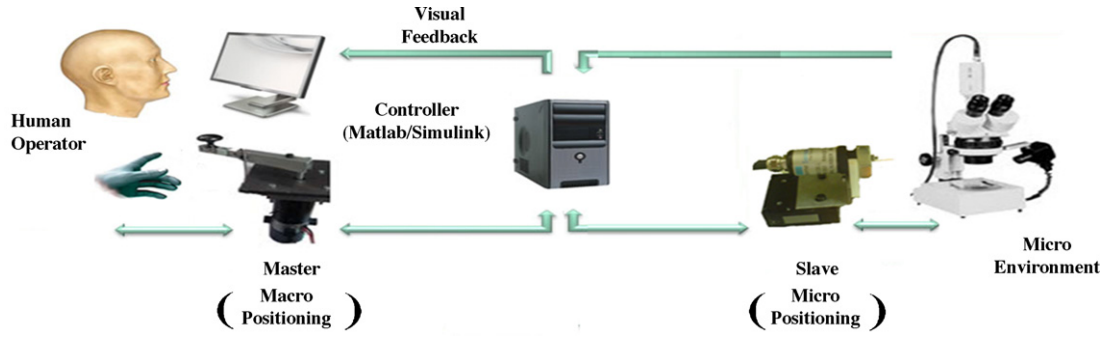 Visual
Feedback
Controller
(Matlab/Simulink)
Human
Operator
Master
( Macro
Positioning )
Slave
( Micro
Positioning )
Micro
Environment